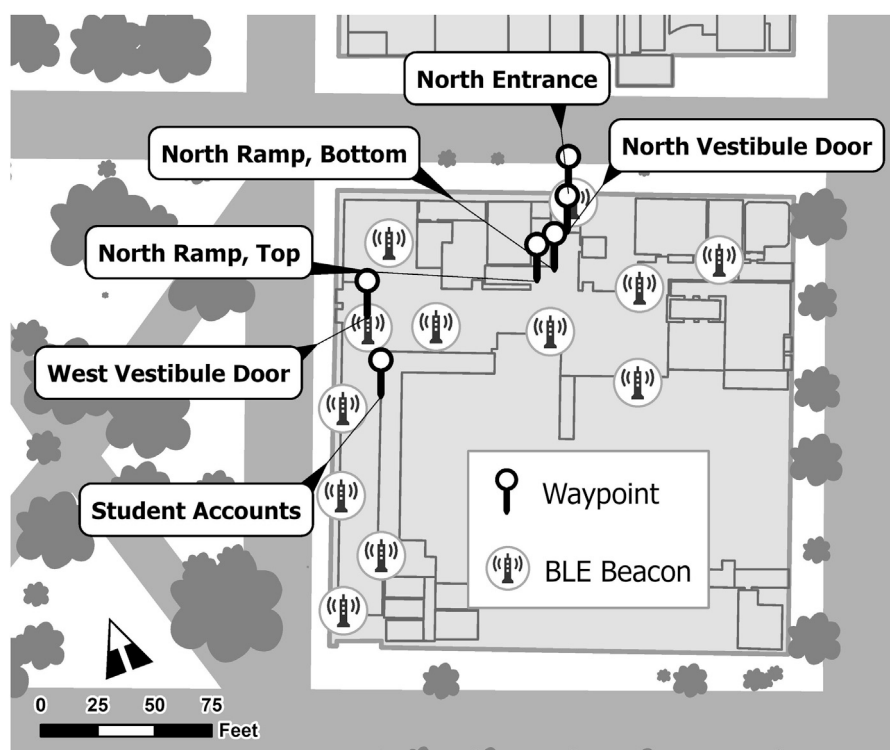 North Entrance
North Ramp, Bottom
North Vestibule Door
North Ramp, Top
West Vestibule Door
Student Accounts
Waypoint
BLE Beacon
0 25 50 75
Feet